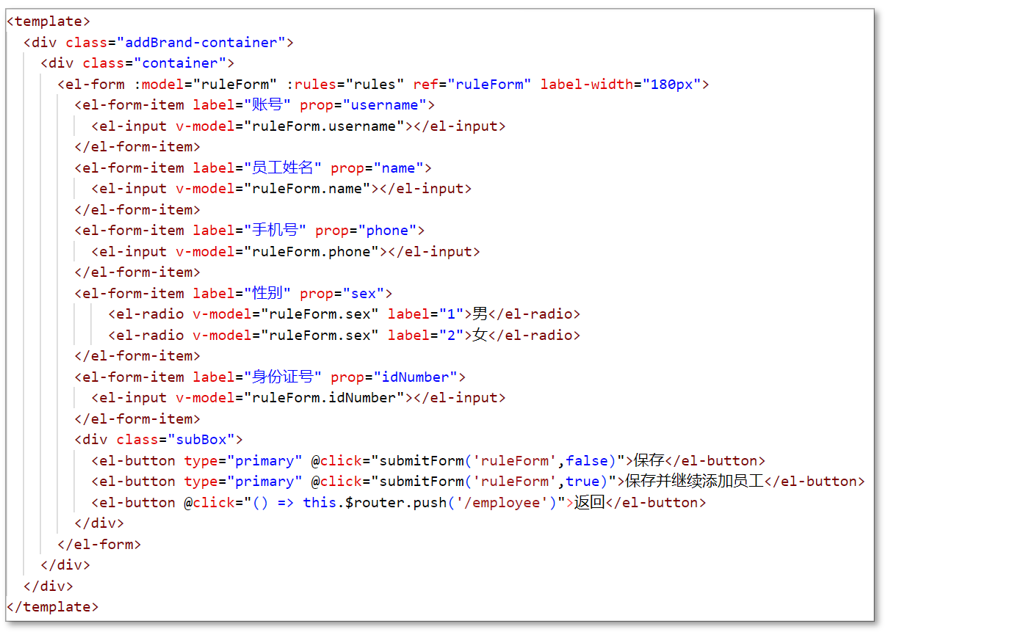 <template>
<div class="addBrand-container">
<div class="container">
<el-form :model="ruleForm" :rules="rules" ref="ruleForm" label-width="180px">
<el-form-item label="账号" prop="username">
<el-input v-model="ruleForm.username"></el-input>
</el-form-item>
<el-form-item label="员工姓名" prop="name">
<el-input v-model="ruleForm.name"></el-input>
</el-form-item>
<el-form-item label="手机号" prop="phone">
<el-input v-model="ruleForm.phone"></el-input>
</el-form-item>
<el-form-item label="性别" prop="sex">
<el-radio v-model="ruleForm.sex" label="1">男</el-radio>
<el-radio v-model="ruleForm.sex" label="2">女</el-radio>
</el-form-item>
<el-form-item label="身份证号" prop="idNumber">
<el-input v-model="ruleForm.idNumber"></el-input>
</el-form-item>
<div class="subBox">
<el-button type="primary" @click="submitForm('ruleForm',false)">保存</el-button>
<el-button type="primary" @click="submitForm('ruleForm',true)">保存并继续添加员工</el-button>
<el-button @click="() => this.$router.push('/employee')">返回</el-button>
</div>
</el-form>
</div>
</div>
</template>